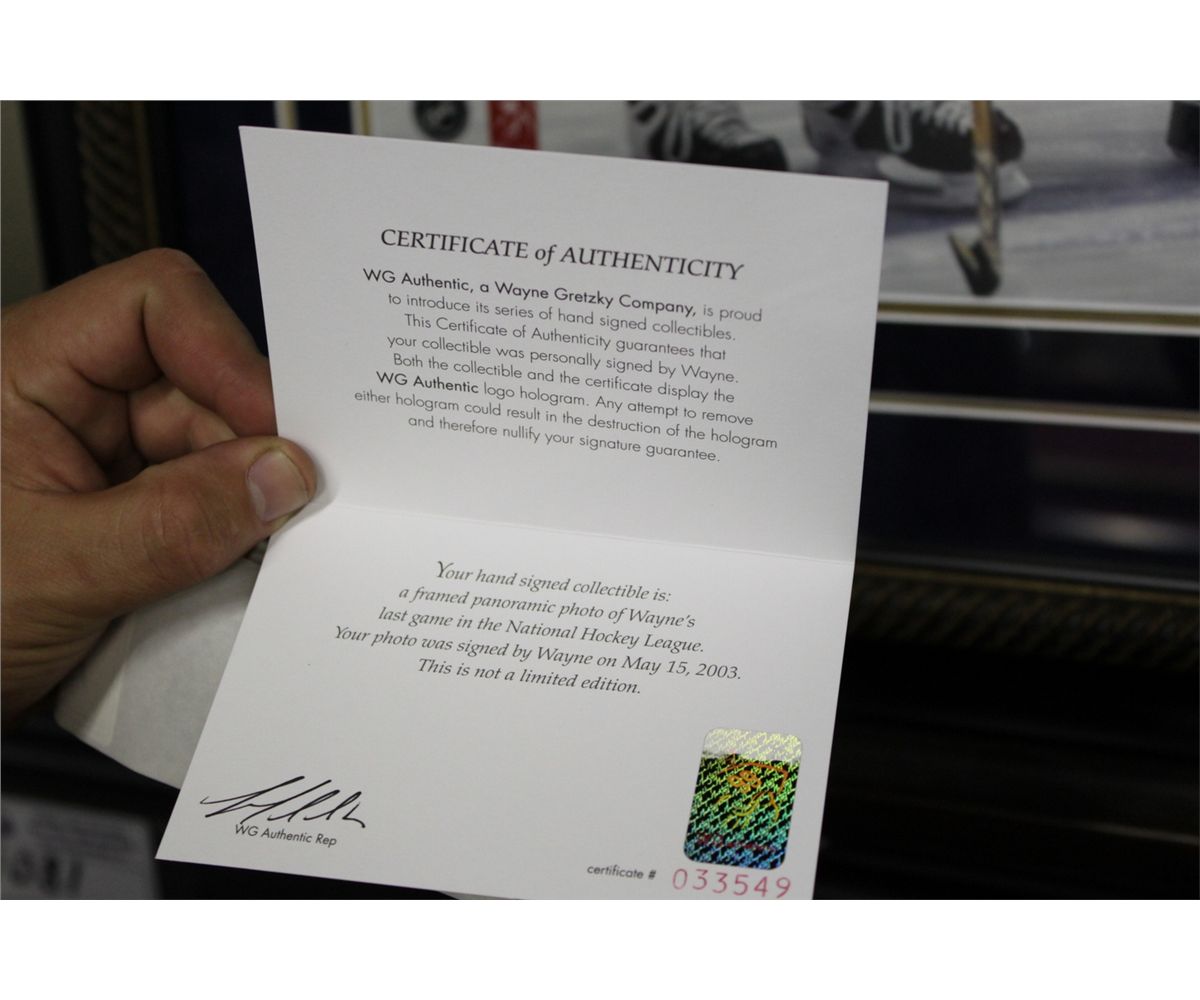 CERTIFICATE of AUTHENTICITY
WG Authentic, a Wayne Gretzky Company, is proud
to introduce its series of hand signed collectibles.
This Certificate of Authenticity guarantees that
your collectible was personally signed by Wayne.
Both the collectible and the certificate display the
WG Authentic logo hologram. Any attempt to remove
either hologram could result in the destruction of the hologram
and therefore nullify your signature guarantee.
Your hand signed collectible is:
a framed panoramic photo of Wayne's
last game in the National Hockey League.
Your photo was signed by Wayne on May 15, 2003.
This is not a limited edition.
WG Authentic Rep
certificate # 033549